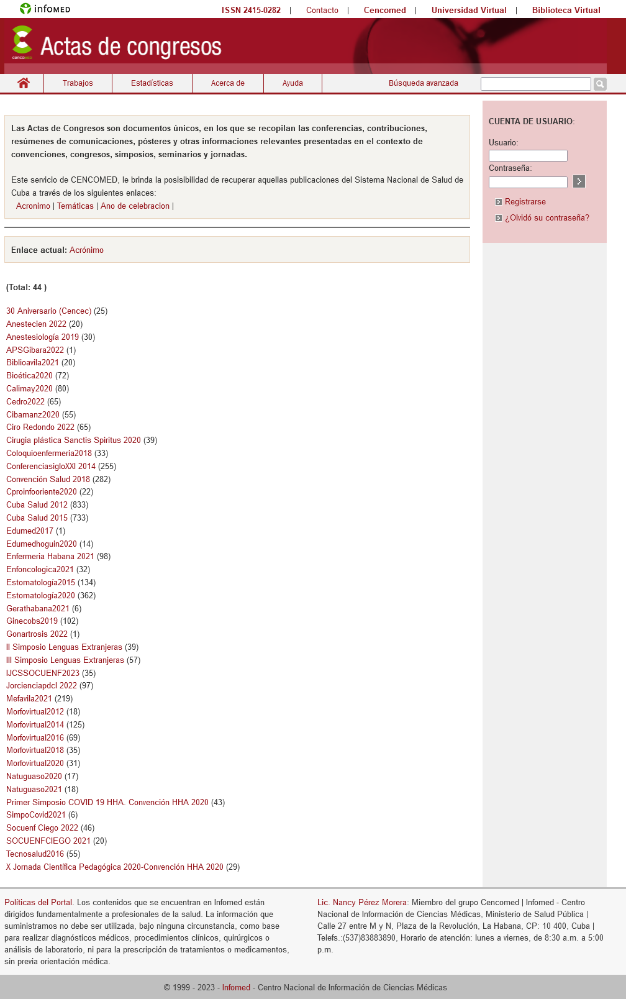 infomed
ISSN 2415-0282 | Contacto | Cencomed | Universidad Virtual | Biblioteca Virtual
CENCOMED
Actas de congresos
Trabajos Estadísticas Acerca de Ayuda Búsqueda avanzada
Las Actas de Congresos son documentos únicos, en los que se recopilan las conferencias, contribuciones,
resúmenes de comunicaciones, pósteres y otras informaciones relevantes presentadas en el contexto de
convenciones, congresos, simposios, seminarios y jornadas.
Este servicio de CENCOMED, le brinda la posisibilidad de recuperar aquellas publicaciones del Sistema Nacional de Salud de
Cuba a través de los siguientes enlaces:
Acronimo | Temáticas | Ano de celebracion |
CUENTA DE USUARIO:
Usuario:
Contraseña:
Registrarse
¿Olvidó su contraseña?
Enlace actual: Acrónimo
(Total: 44 )
30 Aniversario (Cencec) (25)
Anestecien 2022 (20)
Anestesiología 2019 (30)
APSGibara2022 (1)
Biblioavila2021 (20)
Bioética2020 (72)
Calimay2020 (80)
Cedro2022 (65)
Cibamanz2020 (55)
Ciro Redondo 2022 (65)
Cirugia plástica Sanctis Spiritus 2020 (39)
Coloquioenfermeria2018 (33)
ConferenciasigloXXI 2014 (255)
Convención Salud 2018 (282)
Cproinfooriente2020 (22)
Cuba Salud 2012 (833)
Cuba Salud 2015 (733)
Edumed2017 (1)
Edumedhoguin2020 (14)
Enfermeria Habana 2021 (98)
Enfoncologica2021 (32)
Estomatología2015 (134)
Estomatología2020 (362)
Gerathabana2021 (6)
Ginecobs2019 (102)
Gonartrosis 2022 (1)
II Simposio Lenguas Extranjeras (39)
III Simposio Lenguas Extranjeras (57)
IJCSSOCUENF2023 (35)
Jorcienciapdcl 2022 (97)
Mefavila2021 (219)
Morfovirtual2012 (18)
Morfovirtual2014 (125)
Morfovirtual2016 (69)
Morfovirtual2018 (35)
Morfovirtual2020 (31)
Natuguaso2020 (17)
Natuguaso2021 (18)
Primer Simposio COVID 19 HHA. Convención HHA 2020 (43)
SimpoCovid2021 (6)
Socuenf Ciego 2022 (46)
SOCUENFCIEGO 2021 (20)
Tecnosalud2016 (55)
X Jornada Científica Pedagógica 2020-Convención HHA 2020 (29)
Políticas del Portal. Los contenidos que se encuentran en Infomed están
dirigidos fundamentalmente a profesionales de la salud. La información que
suministramos no debe ser utilizada, bajo ninguna circunstancia, como base
para realizar diagnósticos médicos, procedimientos clínicos, quirúrgicos o
análisis de laboratorio, ni para la prescripción de tratamientos o medicamentos,
sin previa orientación médica.
Lic. Nancy Pérez Morera: Miembro del grupo Cencomed | Infomed - Centro
Nacional de Información de Ciencias Médicas, Ministerio de Salud Pública |
Calle 27 entre M y N, Plaza de la Revolución, La Habana, CP: 10 400, Cuba |
Telefs.:(537)83883890, Horario de atención: lunes a viernes, de 8:30 a.m. a 5:00
p.m.
© 1999 - 2023 - Infomed - Centro Nacional de Información de Ciencias Médicas